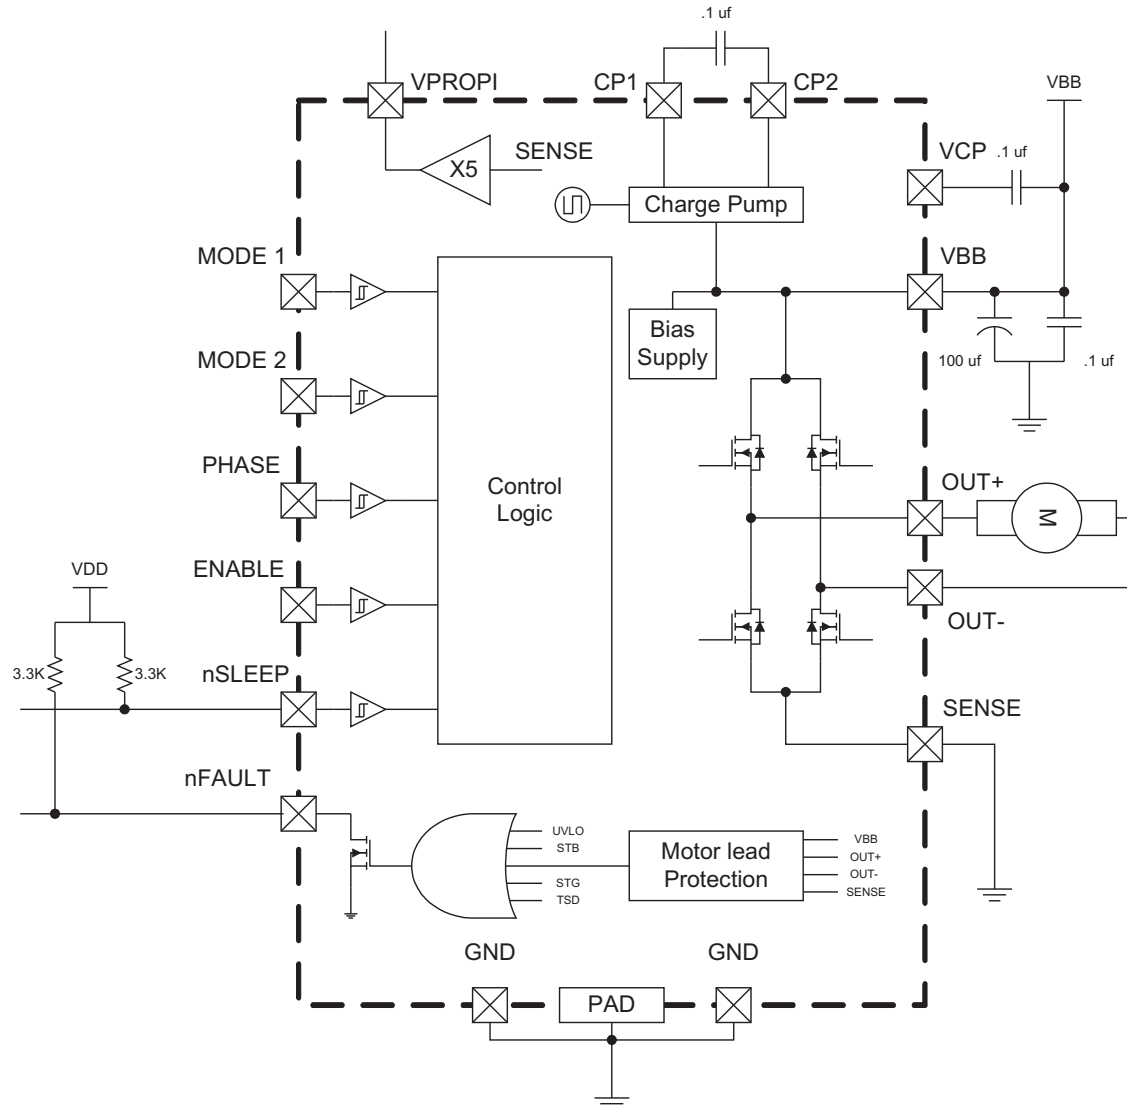 .1 uf
VPROPI
CP1
CP2
VBB
X5
SENSE
VCP
.1 uf
Charge Pump
MODE 1
VBB
Bias
Supply
100 uf
.1 uf
MODE 2
PHASE
Control
Logic
OUT+
M
VDD
ENABLE
OUT-
3.3K
3.3K
nSLEEP
SENSE
nFAULT
UVLO
STB
STG
TSD
Motor lead
Protection
VBB
OUT+
OUT-
SENSE
GND
GND
PAD